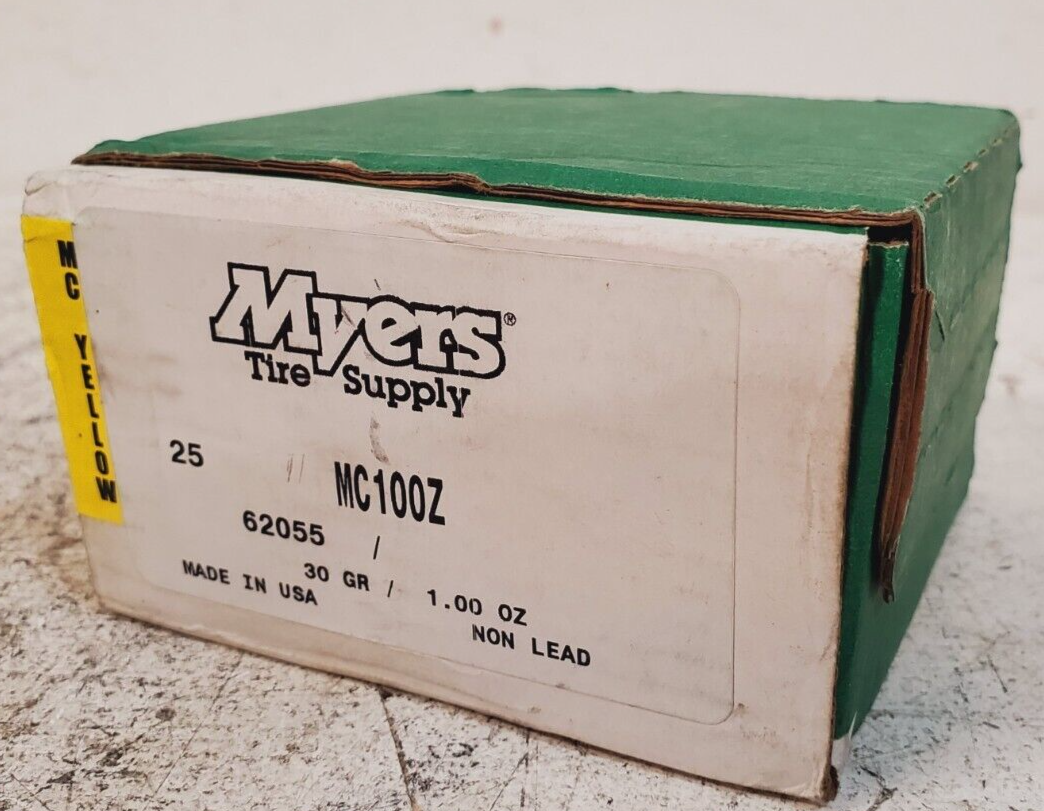 MC YELLOW
Myers®
Tire Supply
25
MC100Z
62055 /
30 GR / 1.00 OZ
MADE IN USA
NON LEAD